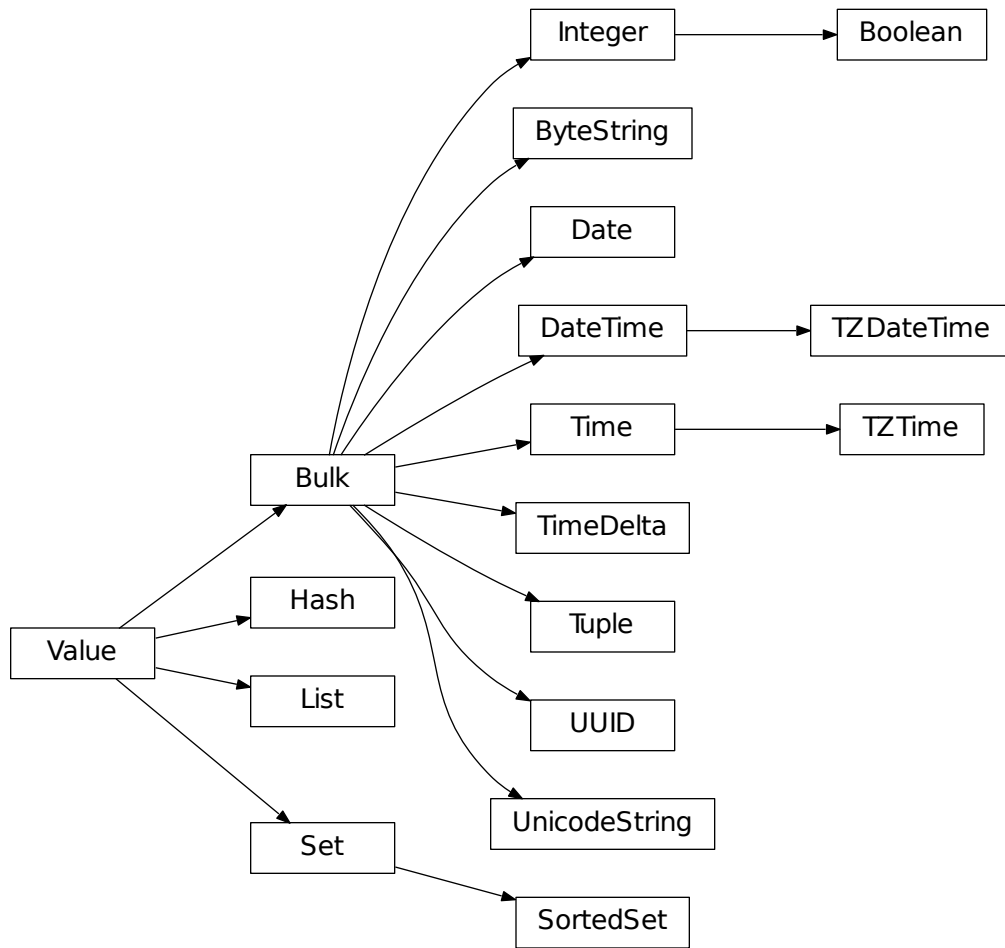 Integer
Boolean
ByteString
Date
DateTime
TZDateTime
Time
TZTime
Bulk
TimeDelta
Hash
Tuple
Value
List
UUID
UnicodeString
Set
SortedSet